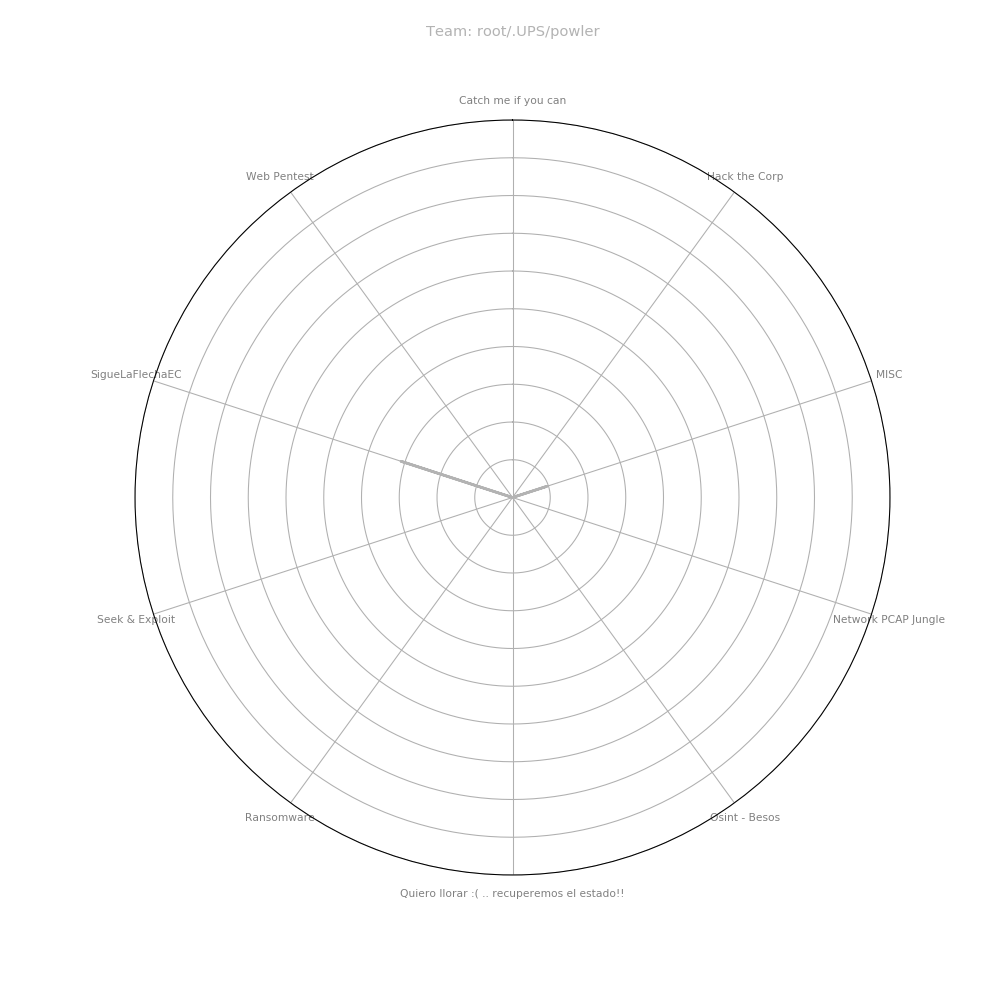 Team: root/.UPS/powler
Catch me if you can
Web Pentest
Hack the Corp
SigueLaFlechaEC
MISC
Seek & Exploit
Network PCAP Jungle
Ransomware
Osint - Besos
Quiero llorar :( .. recuperemos el estado!!